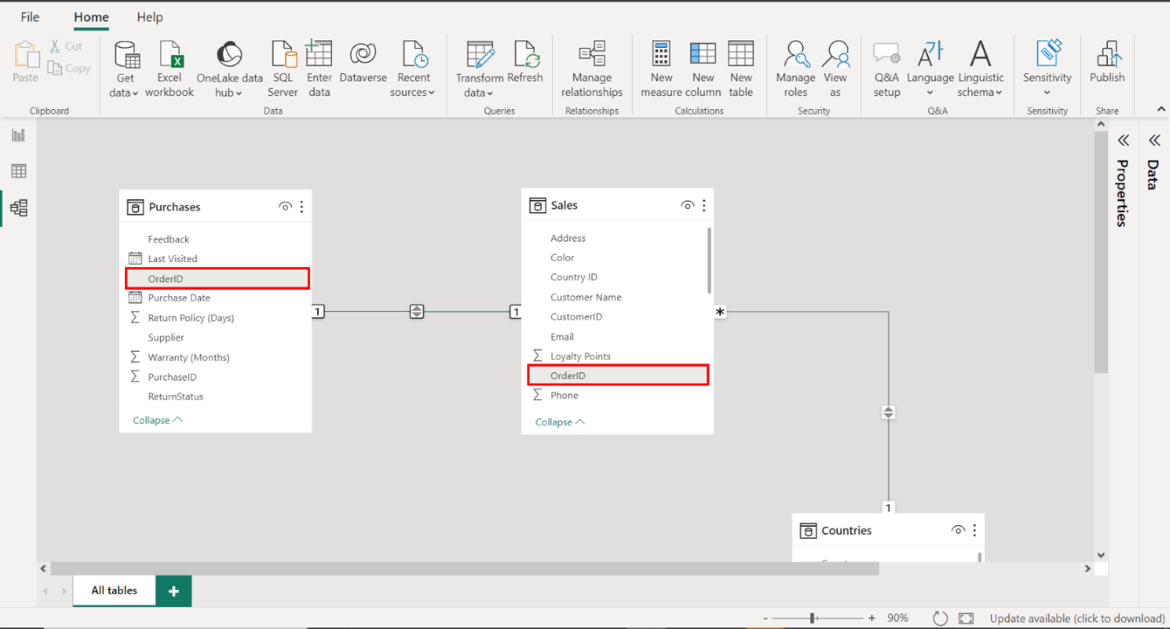 File Home Help
Paste
Cut
Copy
Get data
Excel workbook
OneLake data hub
SQL Server
Enter data
Dataverse
Recent sources
Transform data
Refresh
Manage relationships
New measure
New column
New table
Manage roles
View as
Q&A setup
Language
Linguistic schema
Sensitivity
Publish
Clipboard
Data
Queries
Relationships
Calculations
Security
Q&A
Sensitivity
Share
Purchases
Feedback
Last Visited
OrderID
Purchase Date
Σ Return Policy (Days)
Supplier
Σ Warranty (Months)
Σ PurchaseID
ReturnStatus
Collapse
1
1
Sales
Address
Color
Country ID
Customer Name
CustomerID
Email
Σ Loyalty Points
OrderID
Σ Phone
Collapse
*
1
Countries
Properties
Data
All tables
+
- + 90%
Update available (click to download)